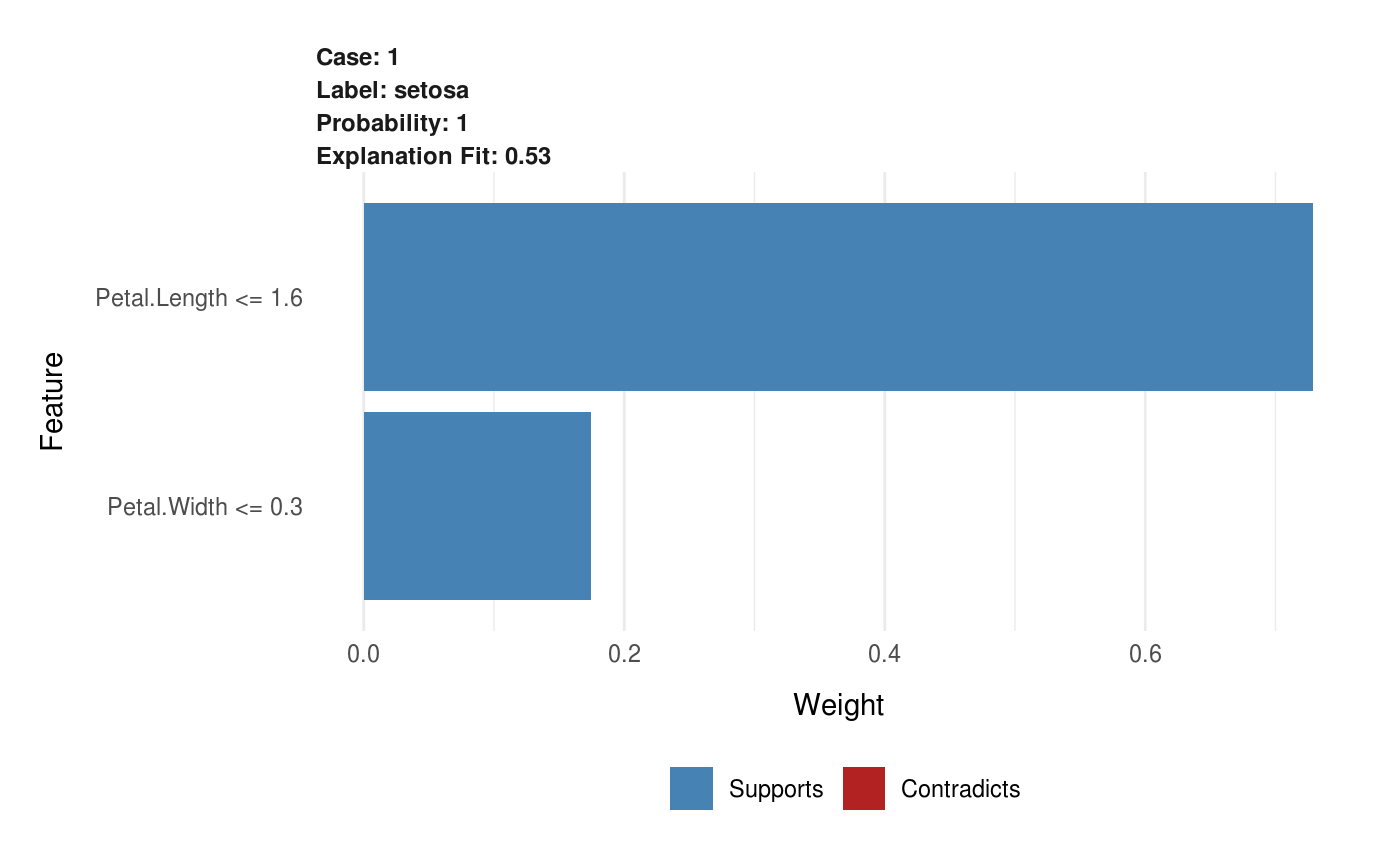 Case: 1
Label: setosa
Probability: 1
Explanation Fit: 0.53
Petal.Length <= 1.6
Petal.Width <= 0.3
Feature
0.0 0.2 0.4 0.6
Weight
Supports Contradicts